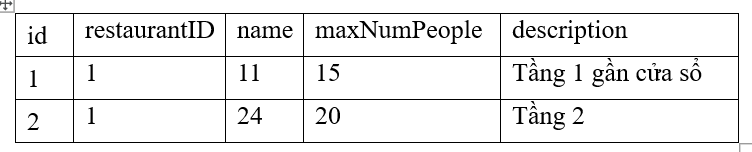 id restaurantID name maxNumPeople description
1 1 11 15 Tầng 1 gần cửa sổ
2 1 24 20 Tầng 2